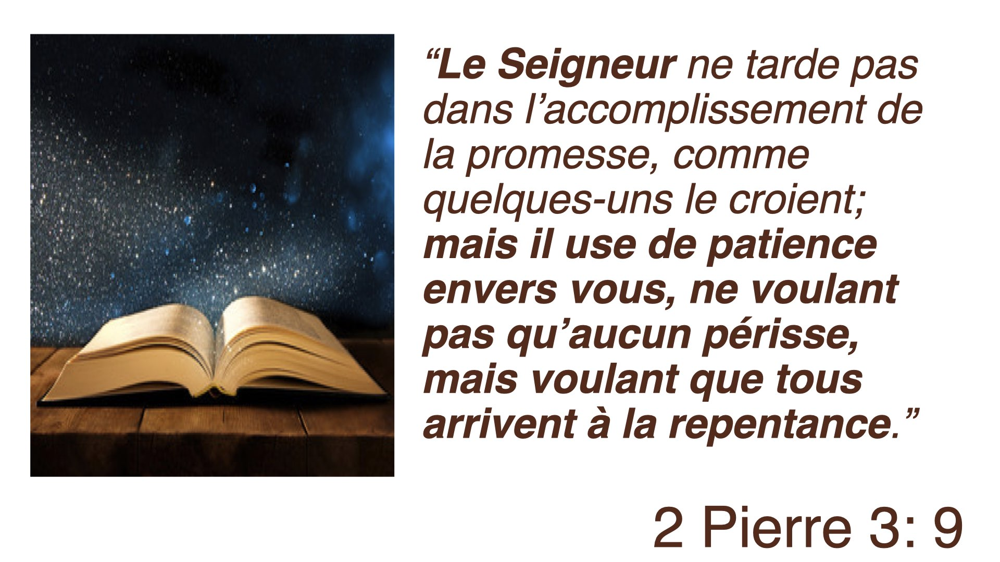 “Le Seigneur ne tarde pas
dans l’accomplissement de
la promesse, comme
quelques-uns le croient;
mais il use de patience
envers vous, ne voulant
pas qu’aucun périsse,
mais voulant que tous
arrivent à la repentance.”
2 Pierre 3: 9